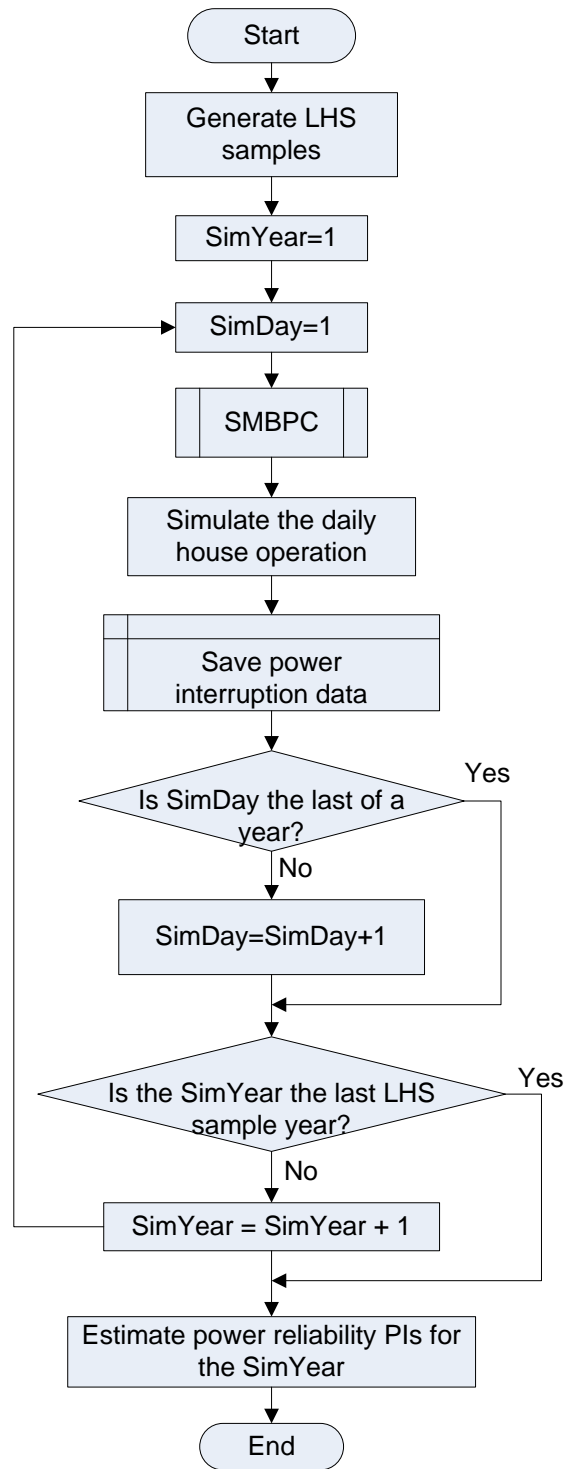 Start
Generate LHS
samples
SimYear=1
SimDay=1
SMBPC
Simulate the daily
house operation
Save power
interruption data
Is SimDay the last of a
year?
Yes
No
SimDay=SimDay+1
Is the SimYear the last LHS
sample year?
Yes
No
SimYear = SimYear + 1
Estimate power reliability PIs for
the SimYear
End